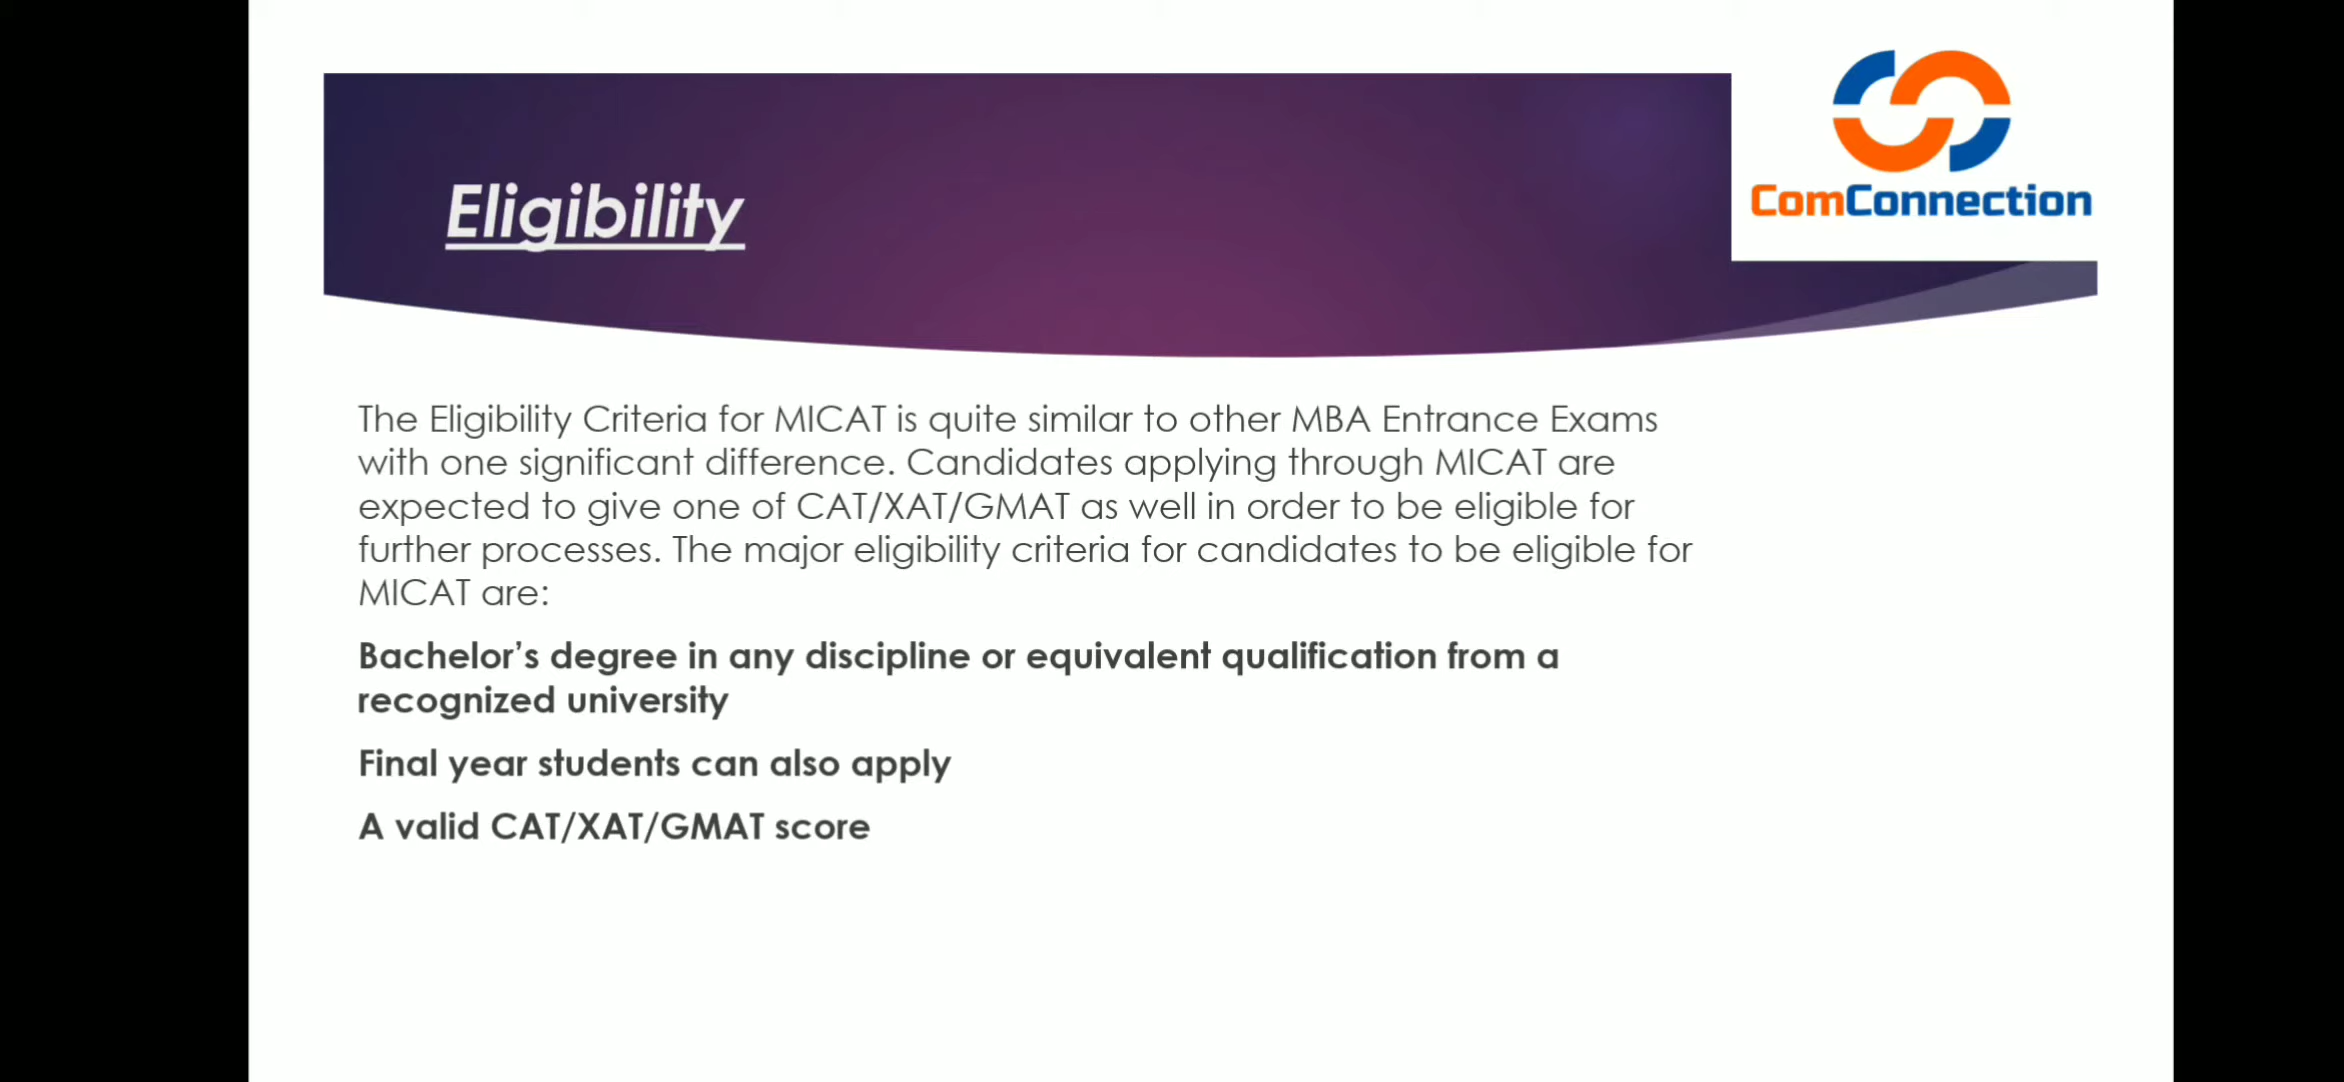 ComConnection
Eligibility
The Eligibility Criteria for MICAT is quite similar to other MBA Entrance Exams
with one significant difference. Candidates applying through MICAT are
expected to give one of CAT/XAT/GMAT as well in order to be eligible for
further processes. The major eligibility criteria for candidates to be eligible for
MICAT are:
Bachelor’s degree in any discipline or equivalent qualification from a
recognized university
Final year students can also apply
A valid CAT/XAT/GMAT score